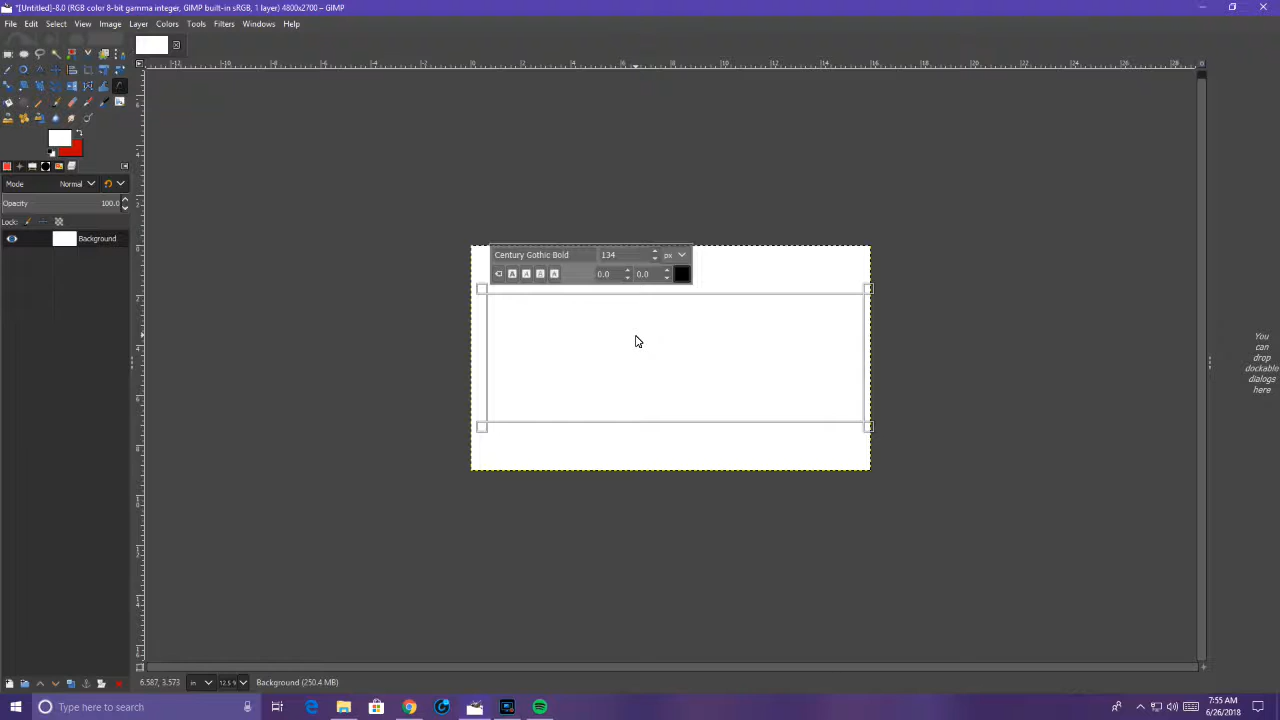 *[Untitled]-8.0 (RGB color 8-bit gamma integer, GIMP built-in sRGB, 1 layer) 4800x2700 – GIMP
File Edit Select View Image Layer Colors Tools Filters Windows Help
Mode Normal
Opacity 100.0
Lock:
Background
Century Gothic Bold 134 px
0.0 0.0
You
can
drop
dockable
dialogs
here
6.587, 3.573 in 12.5 % Background (250.4 MB)
Type here to search
7:55 AM
6/26/2018